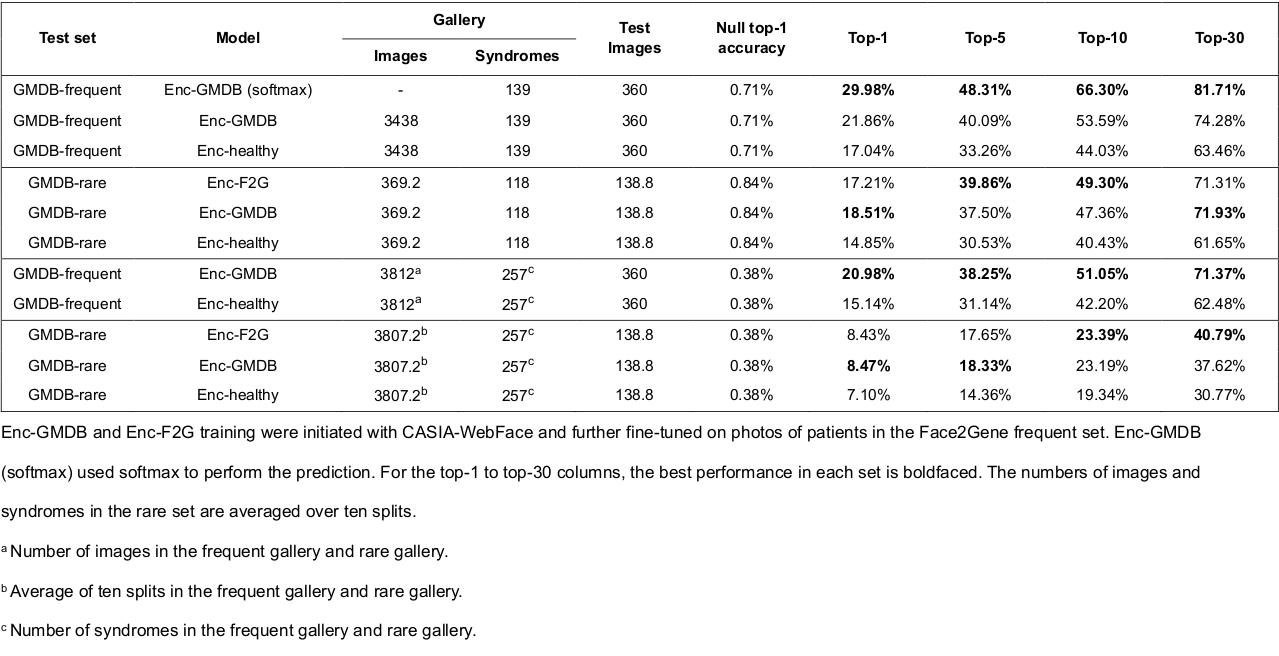 Test set Model Gallery Test Images Null top-1 accuracy Top-1 Top-5 Top-10 Top-30
Images Syndromes
GMDB-frequent Enc-GMDB (softmax) - 139 360 0.71% 29.98% 48.31% 66.30% 81.71%
GMDB-frequent Enc-GMDB 3438 139 360 0.71% 21.86% 40.09% 53.59% 74.28%
GMDB-frequent Enc-healthy 3438 139 360 0.71% 17.04% 33.26% 44.03% 63.46%
GMDB-rare Enc-F2G 369.2 118 138.8 0.84% 17.21% 39.86% 49.30% 71.31%
GMDB-rare Enc-GMDB 369.2 118 138.8 0.84% 18.51% 37.50% 47.36% 71.93%
GMDB-rare Enc-healthy 369.2 118 138.8 0.84% 14.85% 30.53% 40.43% 61.65%
GMDB-frequent Enc-GMDB 3812a 257c 360 0.38% 20.98% 38.25% 51.05% 71.37%
GMDB-frequent Enc-healthy 3812a 257c 360 0.38% 15.14% 31.14% 42.20% 62.48%
GMDB-rare Enc-F2G 3807.2b 257c 138.8 0.38% 8.43% 17.65% 23.39% 40.79%
GMDB-rare Enc-GMDB 3807.2b 257c 138.8 0.38% 8.47% 18.33% 23.19% 37.62%
GMDB-rare Enc-healthy 3807.2b 257c 138.8 0.38% 7.10% 14.36% 19.34% 30.77%
Enc-GMDB and Enc-F2G training were initiated with CASIA-WebFace and further fine-tuned on photos of patients in the Face2Gene frequent set. Enc-GMDB
(softmax) used softmax to perform the prediction. For the top-1 to top-30 columns, the best performance in each set is boldfaced. The numbers of images and
syndromes in the rare set are averaged over ten splits.
a Number of images in the frequent gallery and rare gallery.
b Average of ten splits in the frequent gallery and rare gallery.
c Number of syndromes in the frequent gallery and rare gallery.